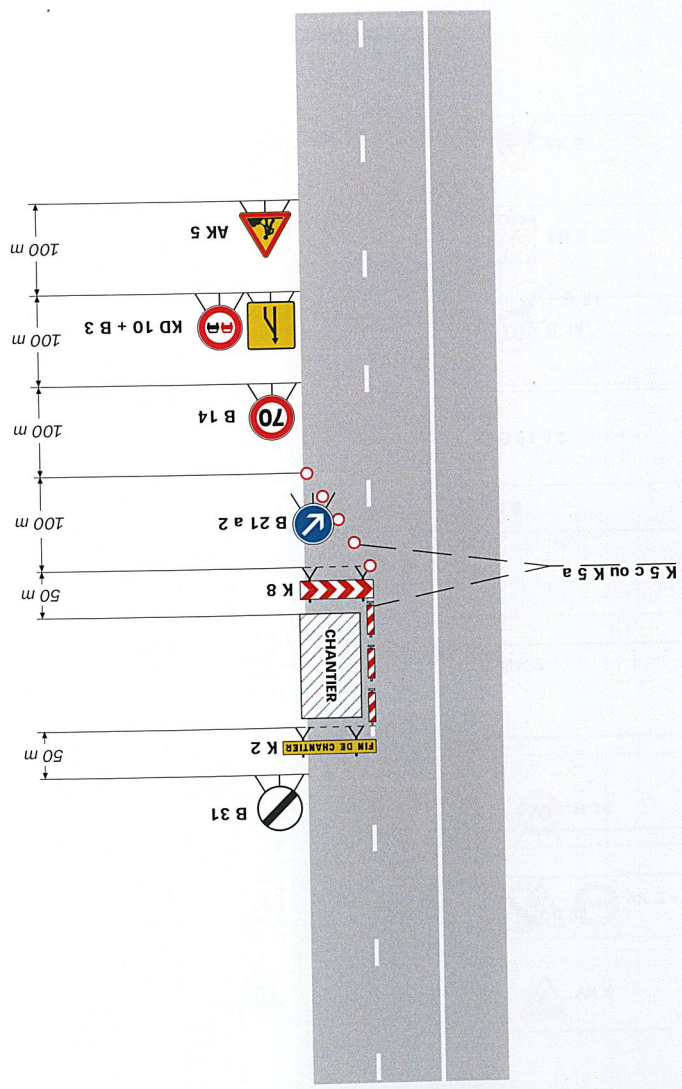 B 31
FIN DE CHANTIER K 2
50 m
CHANTIER
K 8
50 m
K 5 c ou K 5 a
B 21 a 2
100 m
70 B 14
100 m
KD 10 + B 3
100 m
AK 5
100 m